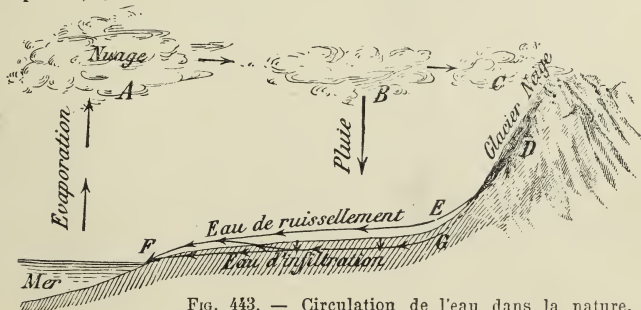 Nuage
A
B
C
Evaporation
Pluie
Glacier Neige
D
E
Eau de ruissellement
F
G
Eau d'infiltration
Mer
FIG. 443. — Circulation de l'eau dans la nature.